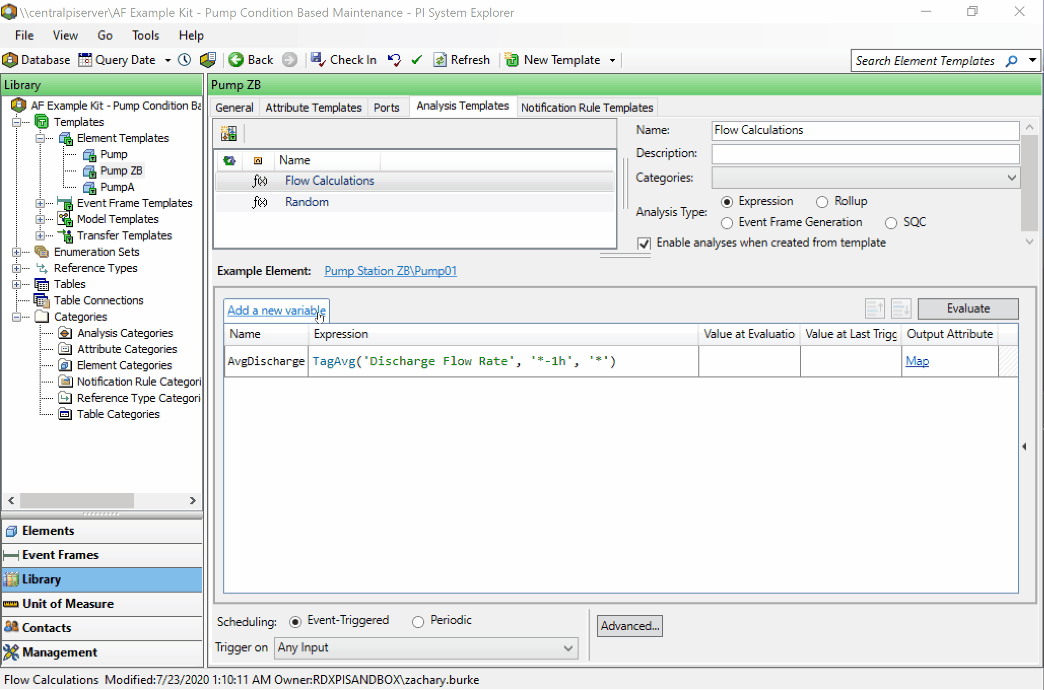 \\centralpiserver\AF Example Kit - Pump Condition Based Maintenance - PI System Explorer
File View Go Tools Help
Database Query Date Back Check In Refresh New Template Search Element Templates
Library
AF Example Kit - Pump Condition Ba
Templates
Element Templates
Pump
Pump ZB
PumpA
Event Frame Templates
Model Templates
Transfer Templates
Enumeration Sets
Reference Types
Tables
Table Connections
Categories
Analysis Categories
Attribute Categories
Element Categories
Notification Rule Categori
Reference Type Categori
Table Categories
Elements
Event Frames
Library
Unit of Measure
Contacts
Management
Pump ZB
General Attribute Templates Ports Analysis Templates Notification Rule Templates
Name
f(x) Flow Calculations
f(x) Random
Name: Flow Calculations
Description:
Categories:
Analysis Type: Expression Rollup
Event Frame Generation SQC
Enable analyses when created from template
Example Element: Pump Station ZB\Pump01
Add a new variable Evaluate
Name Expression Value at Evaluatio Value at Last Trigg Output Attribute
AvgDischarge TagAvg('Discharge Flow Rate', '*-1h', '*') Map
Scheduling: Event-Triggered Periodic
Advanced...
Trigger on Any Input
Flow Calculations Modified:7/23/2020 1:10:11 AM Owner:RDXPISANDBOX\zachary.burke